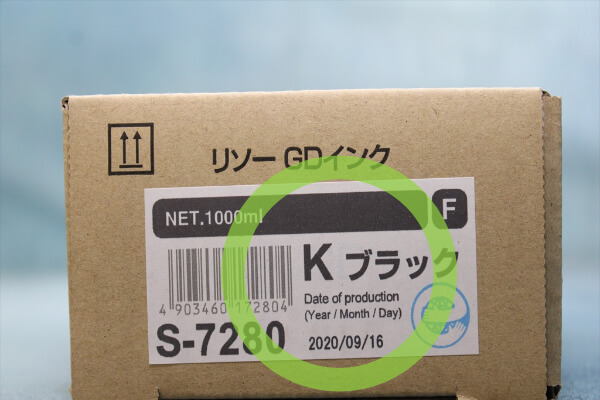 リソー GDインク
NET.1000ml
F
K ブラック
4 903460 172804
Date of production
(Year / Month / Day)
S-7280
2020/09/16